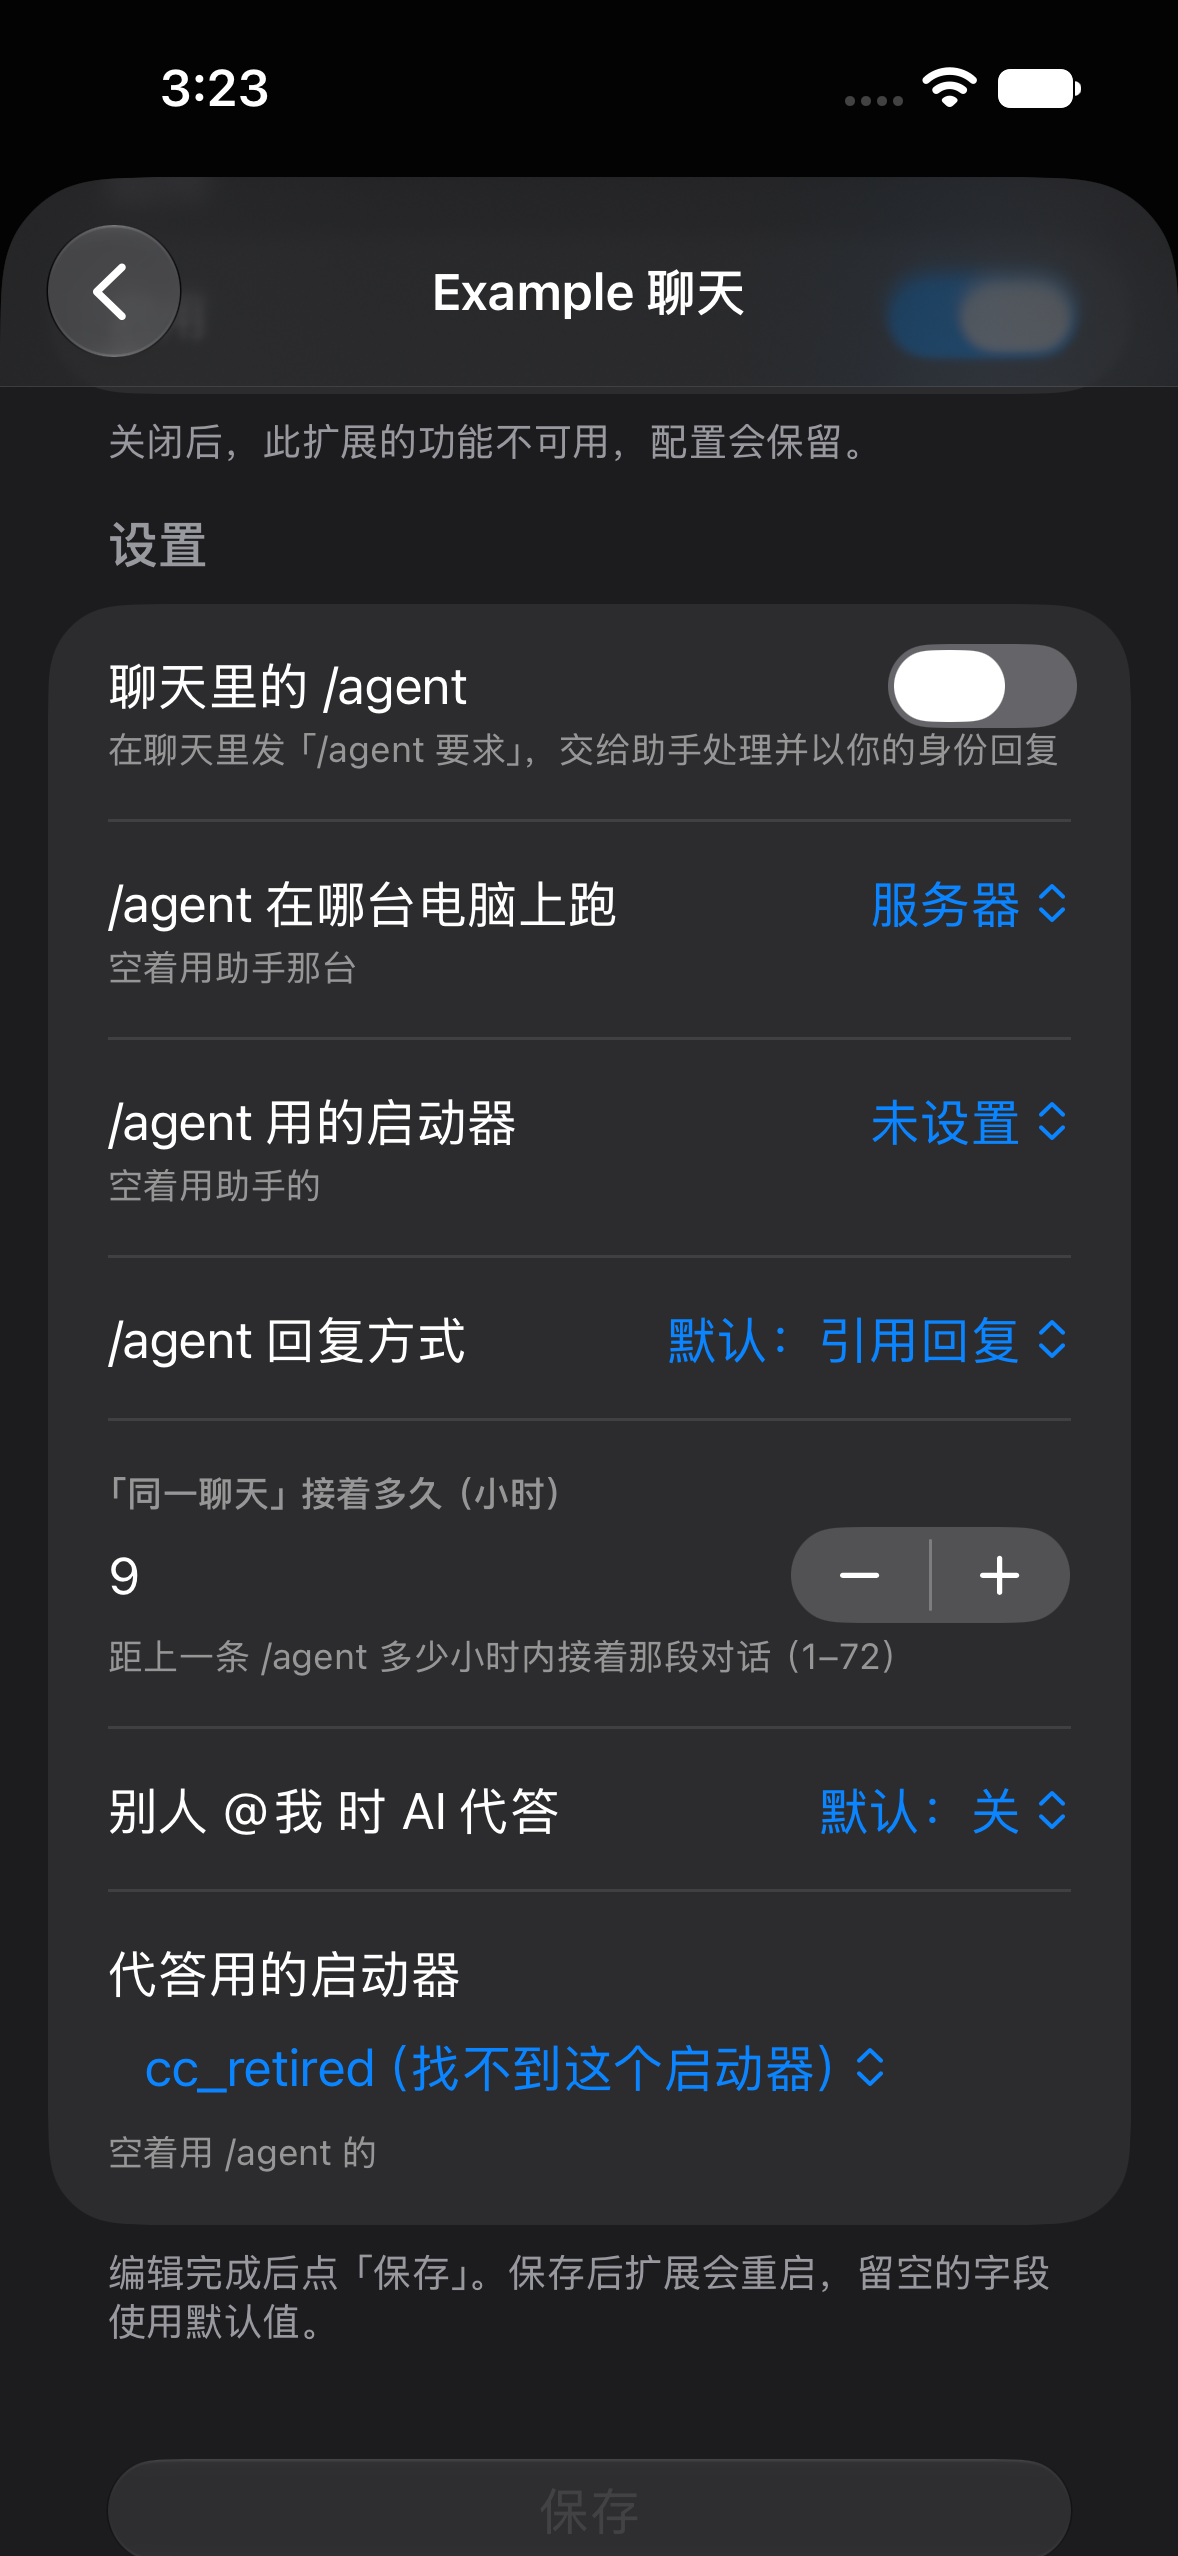 3:23
Example 聊天
关闭后，此扩展的功能不可用，配置会保留。
设置
聊天里的 /agent
在聊天里发「/agent 要求」，交给助手处理并以你的身份回复
/agent 在哪台电脑上跑
服务器
空着用助手那台
/agent 用的启动器
未设置
空着用助手的
/agent 回复方式
默认：引用回复
「同一聊天」接着多久（小时）
9
距上一条 /agent 多少小时内接着那段对话（1–72）
别人 @我 时 AI 代答
默认：关
代答用的启动器
cc_retired（找不到这个启动器）
空着用 /agent 的
编辑完成后点「保存」。保存后扩展会重启，留空的字段
使用默认值。
保存